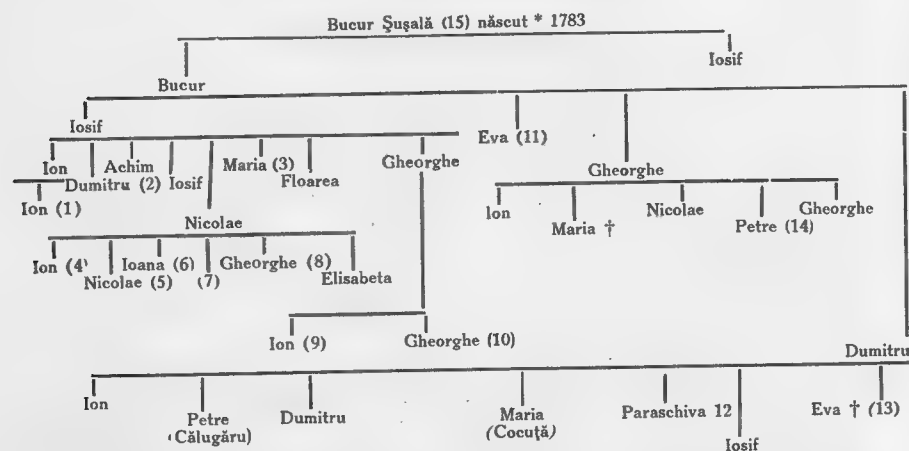 Bucur Șușală (15) născut * 1783
Bucur
Iosif
Iosif
Eva (11)
Gheorghe
Ion
Dumitru (2)
Achim
Iosif
Nicolae
Maria (3)
Floarea
Gheorghe
Ion (1)
Ion
Maria †
Nicolae
Petre (14)
Gheorghe
Ion (4)
Nicolae (5)
Ioana (6)
(7)
Gheorghe (8)
Elisabeta
Ion (9)
Gheorghe (10)
Dumitru
Ion
Petre
(Călugăru)
Dumitru
Maria
(Cocuță)
Paraschiva 12
Iosif
Eva † (13)